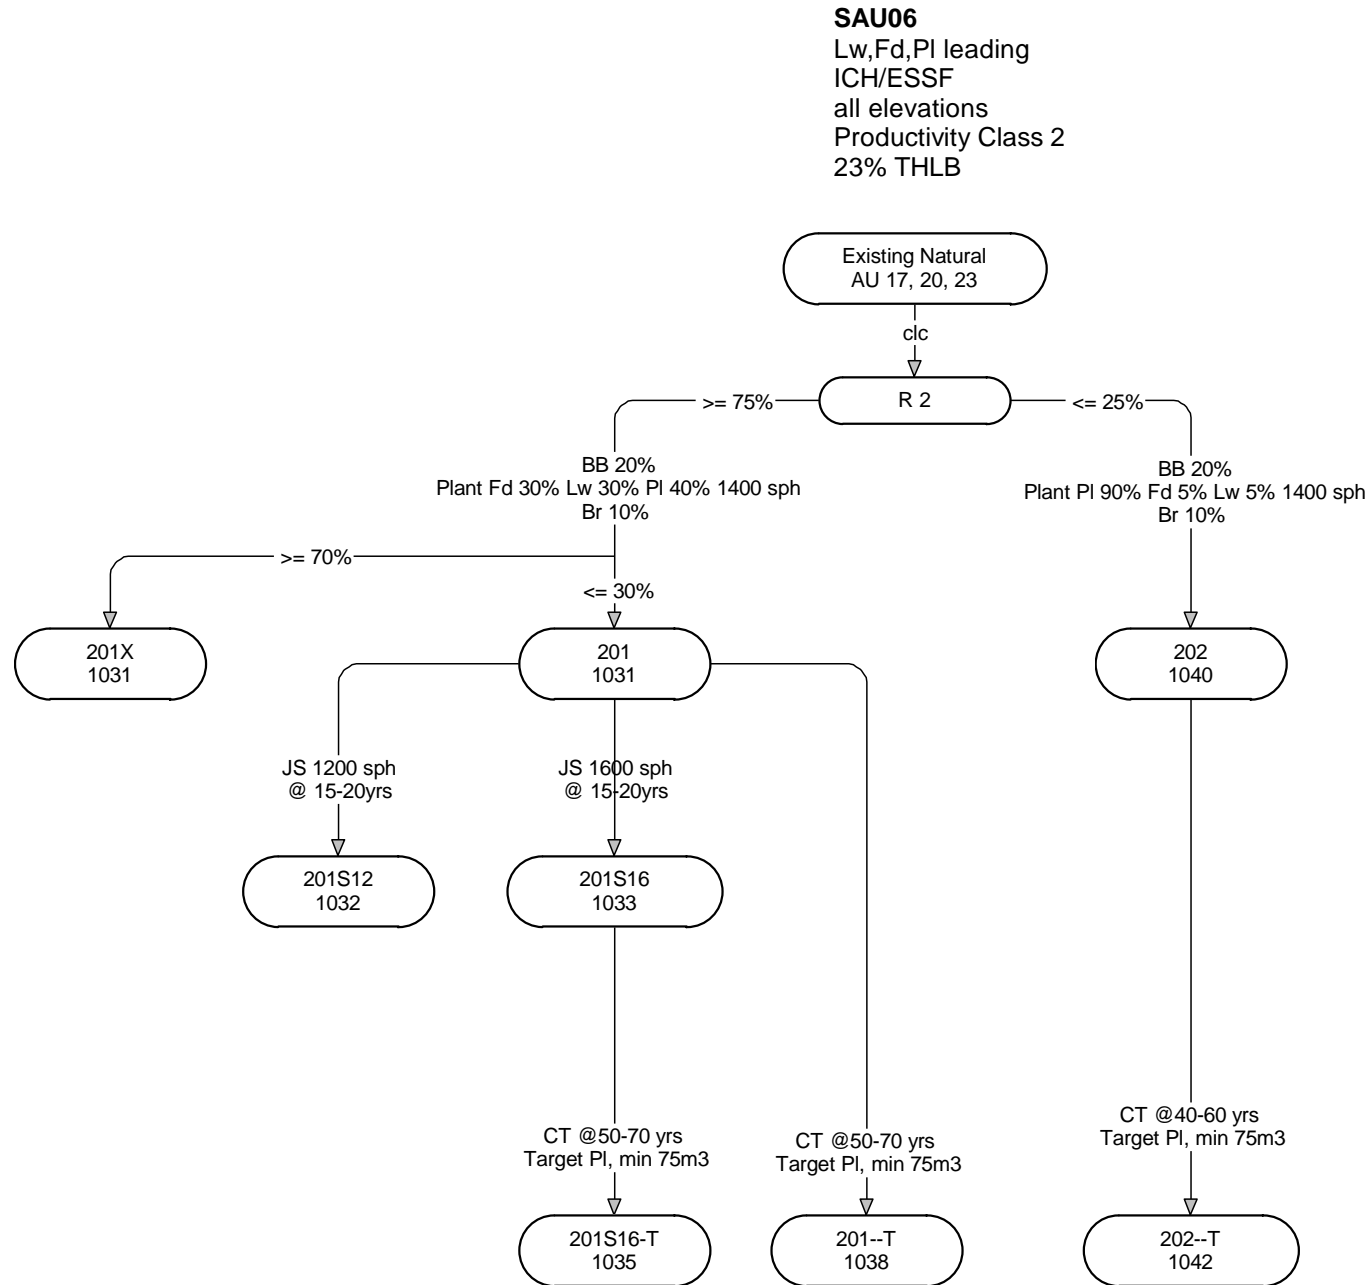 SAU06
Lw,Fd,Pl leading
ICH/ESSF
all elevations
Productivity Class 2
23% THLB
Existing Natural
AU 17, 20, 23
clc
R 2
>= 75%
<= 25%
BB 20%
Plant Fd 30% Lw 30% Pl 40% 1400 sph
Br 10%
BB 20%
Plant Pl 90% Fd 5% Lw 5% 1400 sph
Br 10%
>= 70%
<= 30%
201X
1031
201
1031
202
1040
JS 1200 sph
@ 15-20yrs
JS 1600 sph
@ 15-20yrs
201S12
1032
201S16
1033
CT @50-70 yrs
Target Pl, min 75m3
CT @50-70 yrs
Target Pl, min 75m3
CT @40-60 yrs
Target Pl, min 75m3
201S16-T
1035
201--T
1038
202--T
1042